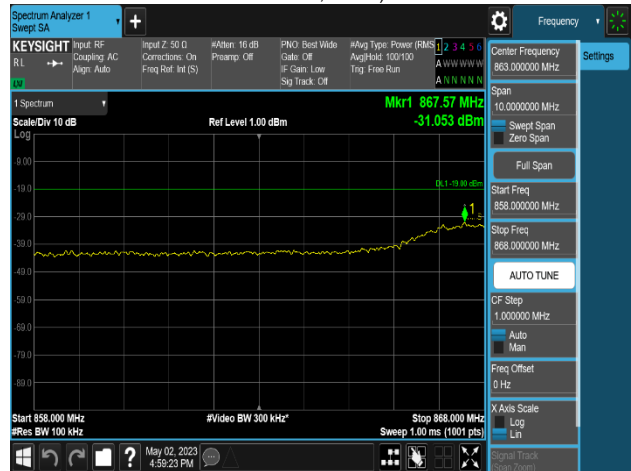 Spectrum Analyzer 1
Swept SA
Frequency
KEYSIGHT
RL
Input: RF
Coupling: AC
Align: Auto
Input Z: 50 Ω
Corrections: On
Freq Ref: Int (S)
#Atten: 16 dB
Preamp: Off
PNO: Best Wide
Gate: Off
IF Gain: Low
Sig Track: Off
#Avg Type: Power (RMS
Avg|Hold: 100/100
Trig: Free Run
1 2 3 4 5 6
A W W W W W
A N N N N N
1 Spectrum
Mkr1 867.57 MHz
-31.053 dBm
Scale/Div 10 dB
Ref Level 1.00 dBm
Log
-9.00
-19.0
-29.0
-39.0
-49.0
-59.0
-69.0
-79.0
-89.0
DL1 -19.00 dBm
1
Start 858.000 MHz
#Video BW 300 kHz*
Stop 868.000 MHz
#Res BW 100 kHz
Sweep 1.00 ms (1001 pts)
May 02, 2023
4:59:23 PM
?
Center Frequency
863.000000 MHz
Settings
Span
10.0000000 MHz
Swept Span
Zero Span
Full Span
Start Freq
858.000000 MHz
Stop Freq
868.000000 MHz
AUTO TUNE
CF Step
1.000000 MHz
Auto
Man
Freq Offset
0 Hz
X Axis Scale
Log
Lin
Signal Track
(Span Zoom)